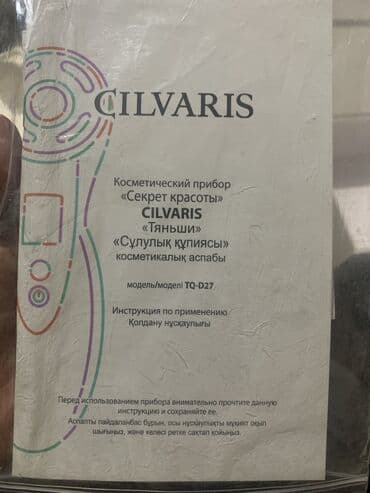 CILVARIS
Косметический прибор
«Секрет красоты»
CILVARIS
«Тяньши»
«Сұлулық құпиясы»
косметикалық аспабы
модель/моделі TQ-D27
Инструкция по применению
Қолдану нұсқаулығы
Перед использованием прибора внимательно прочтите данную
инструкцию и сохраняйте ее.
Аспапты пайдаланбас бұрын, осы нұсқаулықты мұқият оқып
шығыңыз, және келесі ретке сақтап қойыңыз.